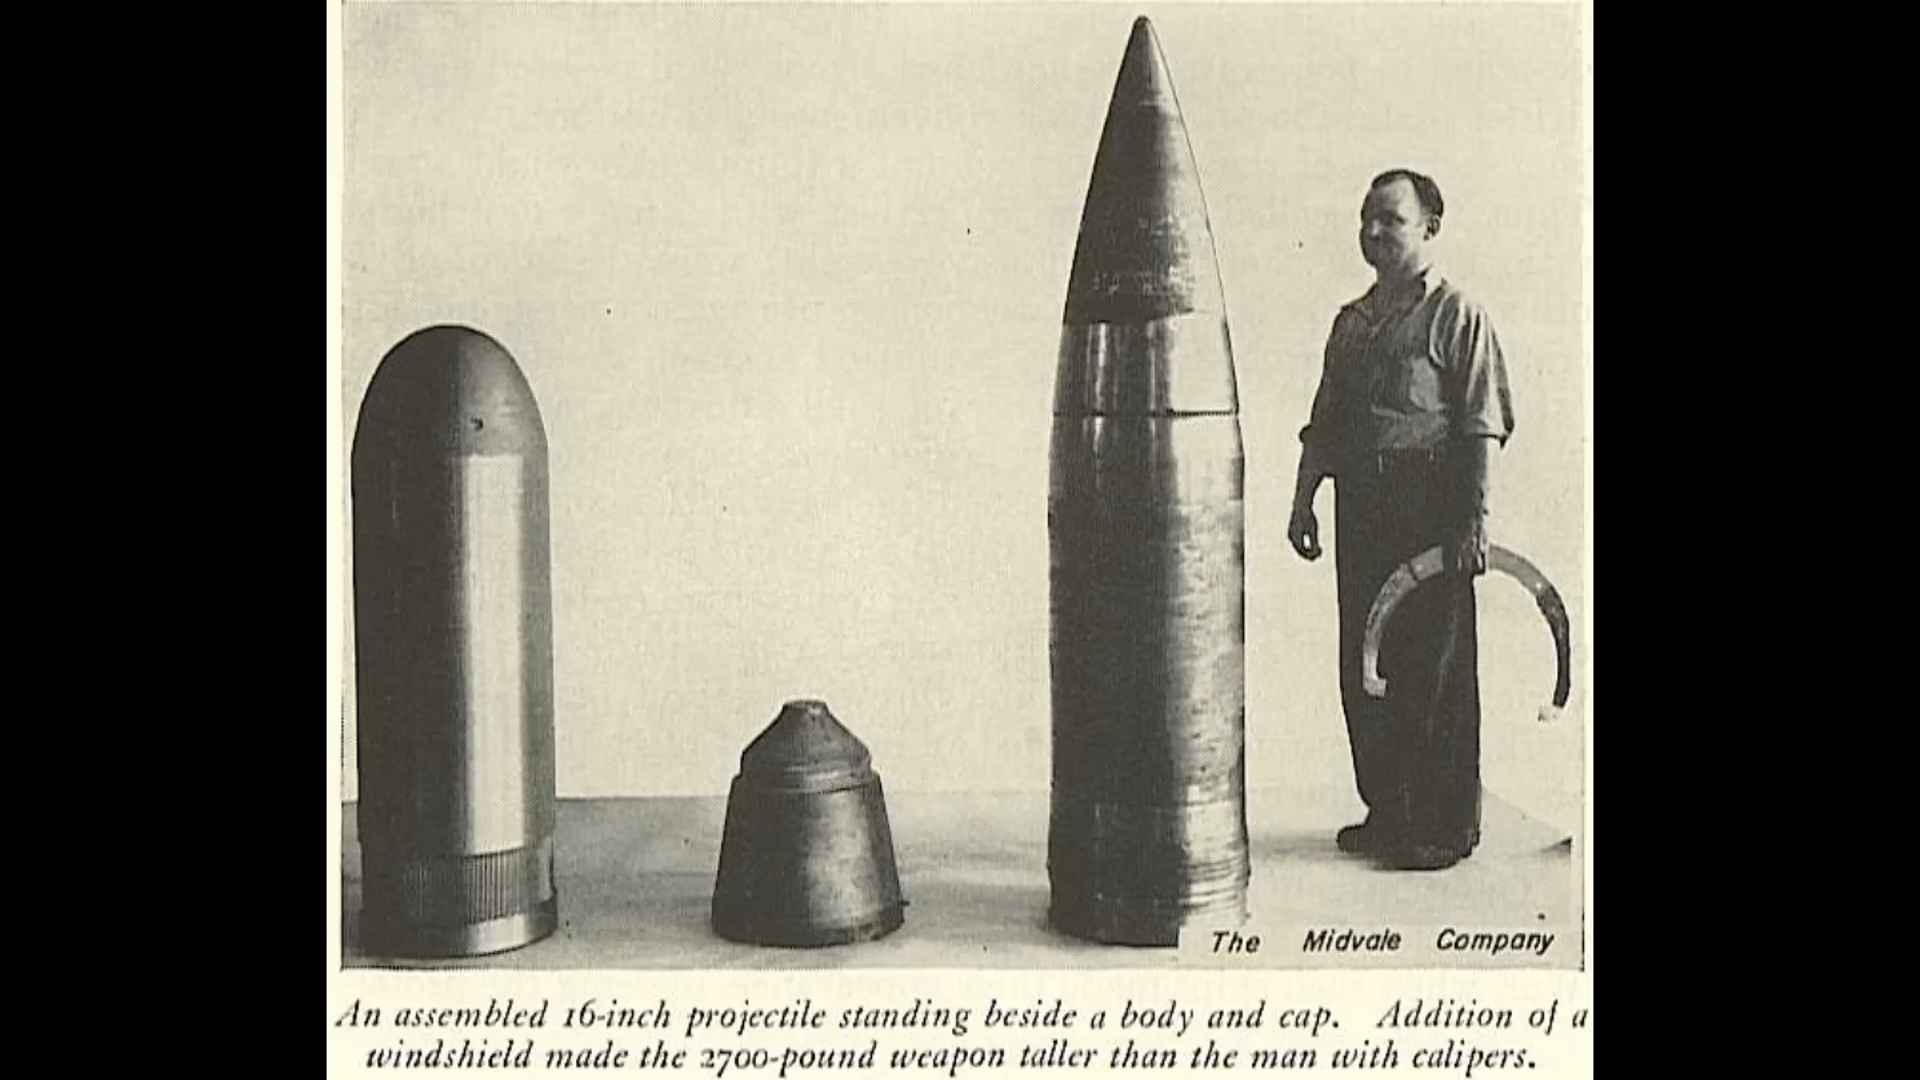 The Midvale Company
An assembled 16-inch projectile standing beside a body and cap. Addition of a
windshield made the 2700-pound weapon taller than the man with calipers.